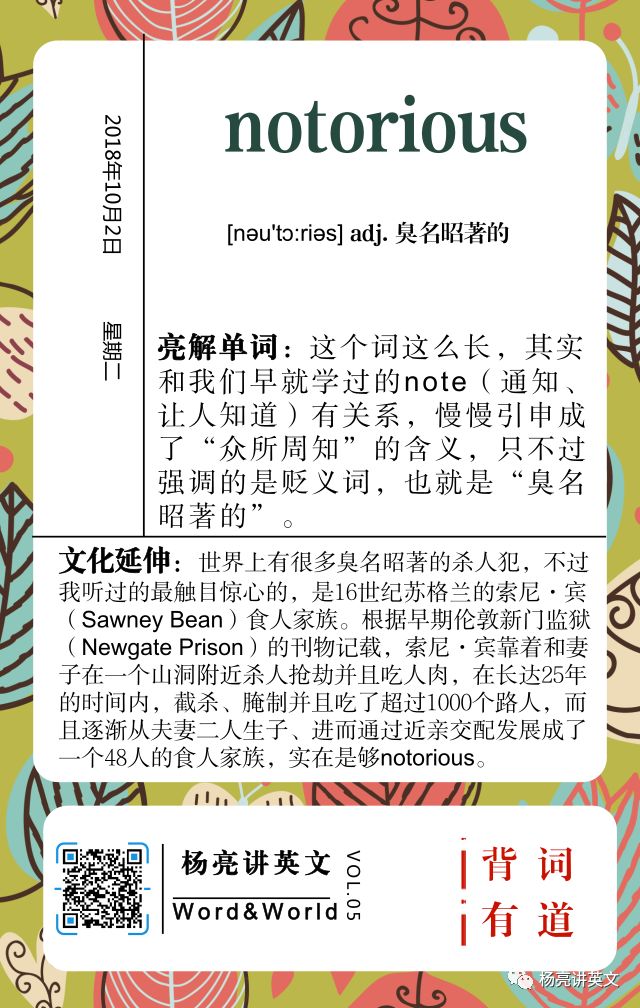 2018年10月2日 星期二
notorious
[nəu'tɔ:riəs] adj. 臭名昭著的
亮解单词：这个词这么长，其实
和我们早就学过的note（通知、
让人知道）有关系，慢慢引申成
了“众所周知”的含义，只不过
强调的是贬义词，也就是“臭名
昭著的”。
文化延伸：世界上有很多臭名昭著的杀人犯，不过
我听过的最触目惊心的，是16世纪苏格兰的索尼·宾
（Sawney Bean）食人家族。根据早期伦敦新门监狱
（Newgate Prison）的刊物记载，索尼·宾靠着和妻
子在一个山洞附近杀人抢劫并且吃人肉，在长达25年
的时间内，截杀、腌制并且吃了超过1000个路人，而
且逐渐从夫妻二人生子、进而通过近亲交配发展成了
一个48人的食人家族，实在是够notorious。
杨亮讲英文
Word&World
VOL.05
背词
有道
杨亮讲英文